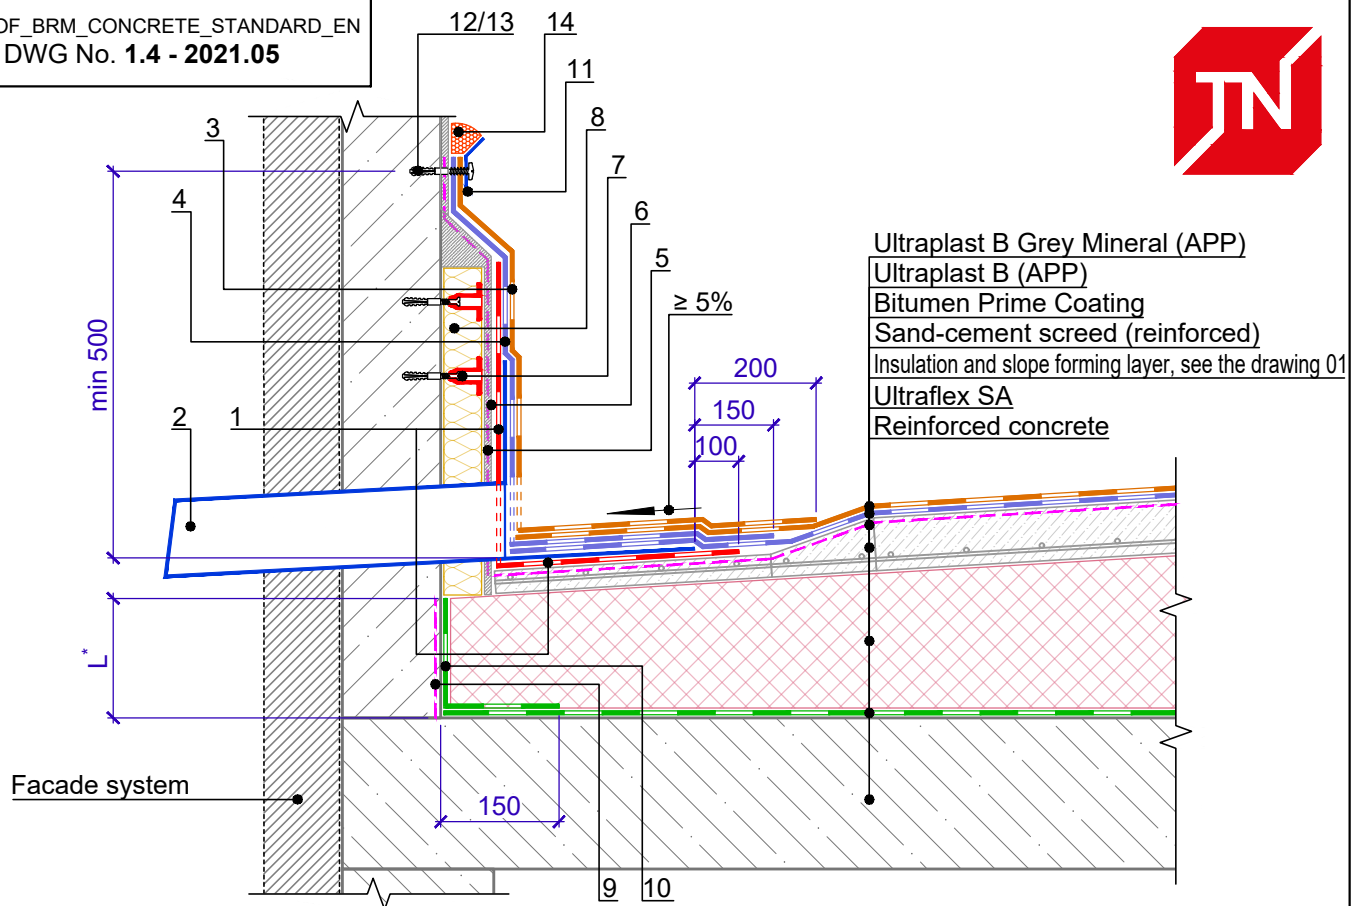 OF_BRM_CONCRETE_STANDARD_EN
DWG No. 1.4 - 2021.05
12/13
14
11
3
8
7
4
6
5
≥ 5%
min 500
2
1
200
150
100
TN
Ultraplast B Grey Mineral (APP)
Ultraplast B (APP)
Bitumen Prime Coating
Sand-cement screed (reinforced)
Insulation and slope forming layer, see the drawing 01
Ultraflex SA
Reinforced concrete
L*
Facade system
150
9
10